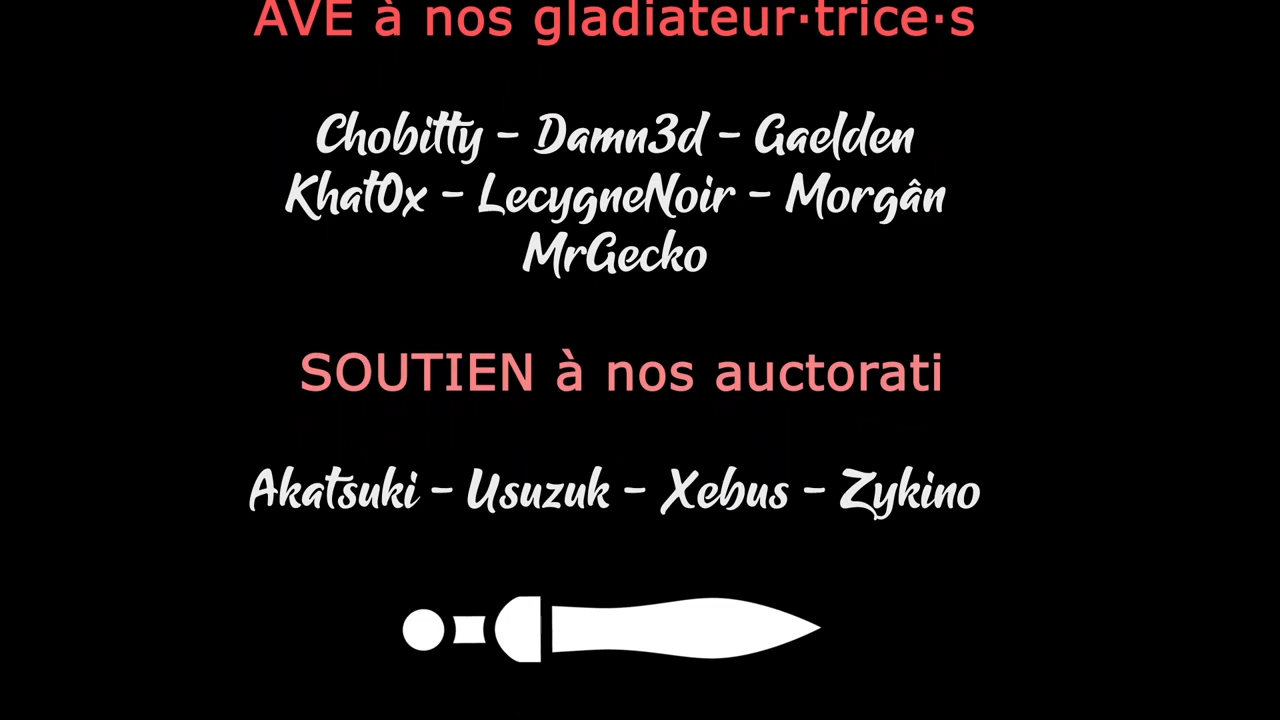 AVE à nos gladiateur·trice·s
Chobitty - Damn3d - Gaelden
Khat0x - LecygneNoir - Morgân
MrGecko
SOUTIEN à nos auctorati
Akatsuki - Usuzuk - Xebus - Zykino